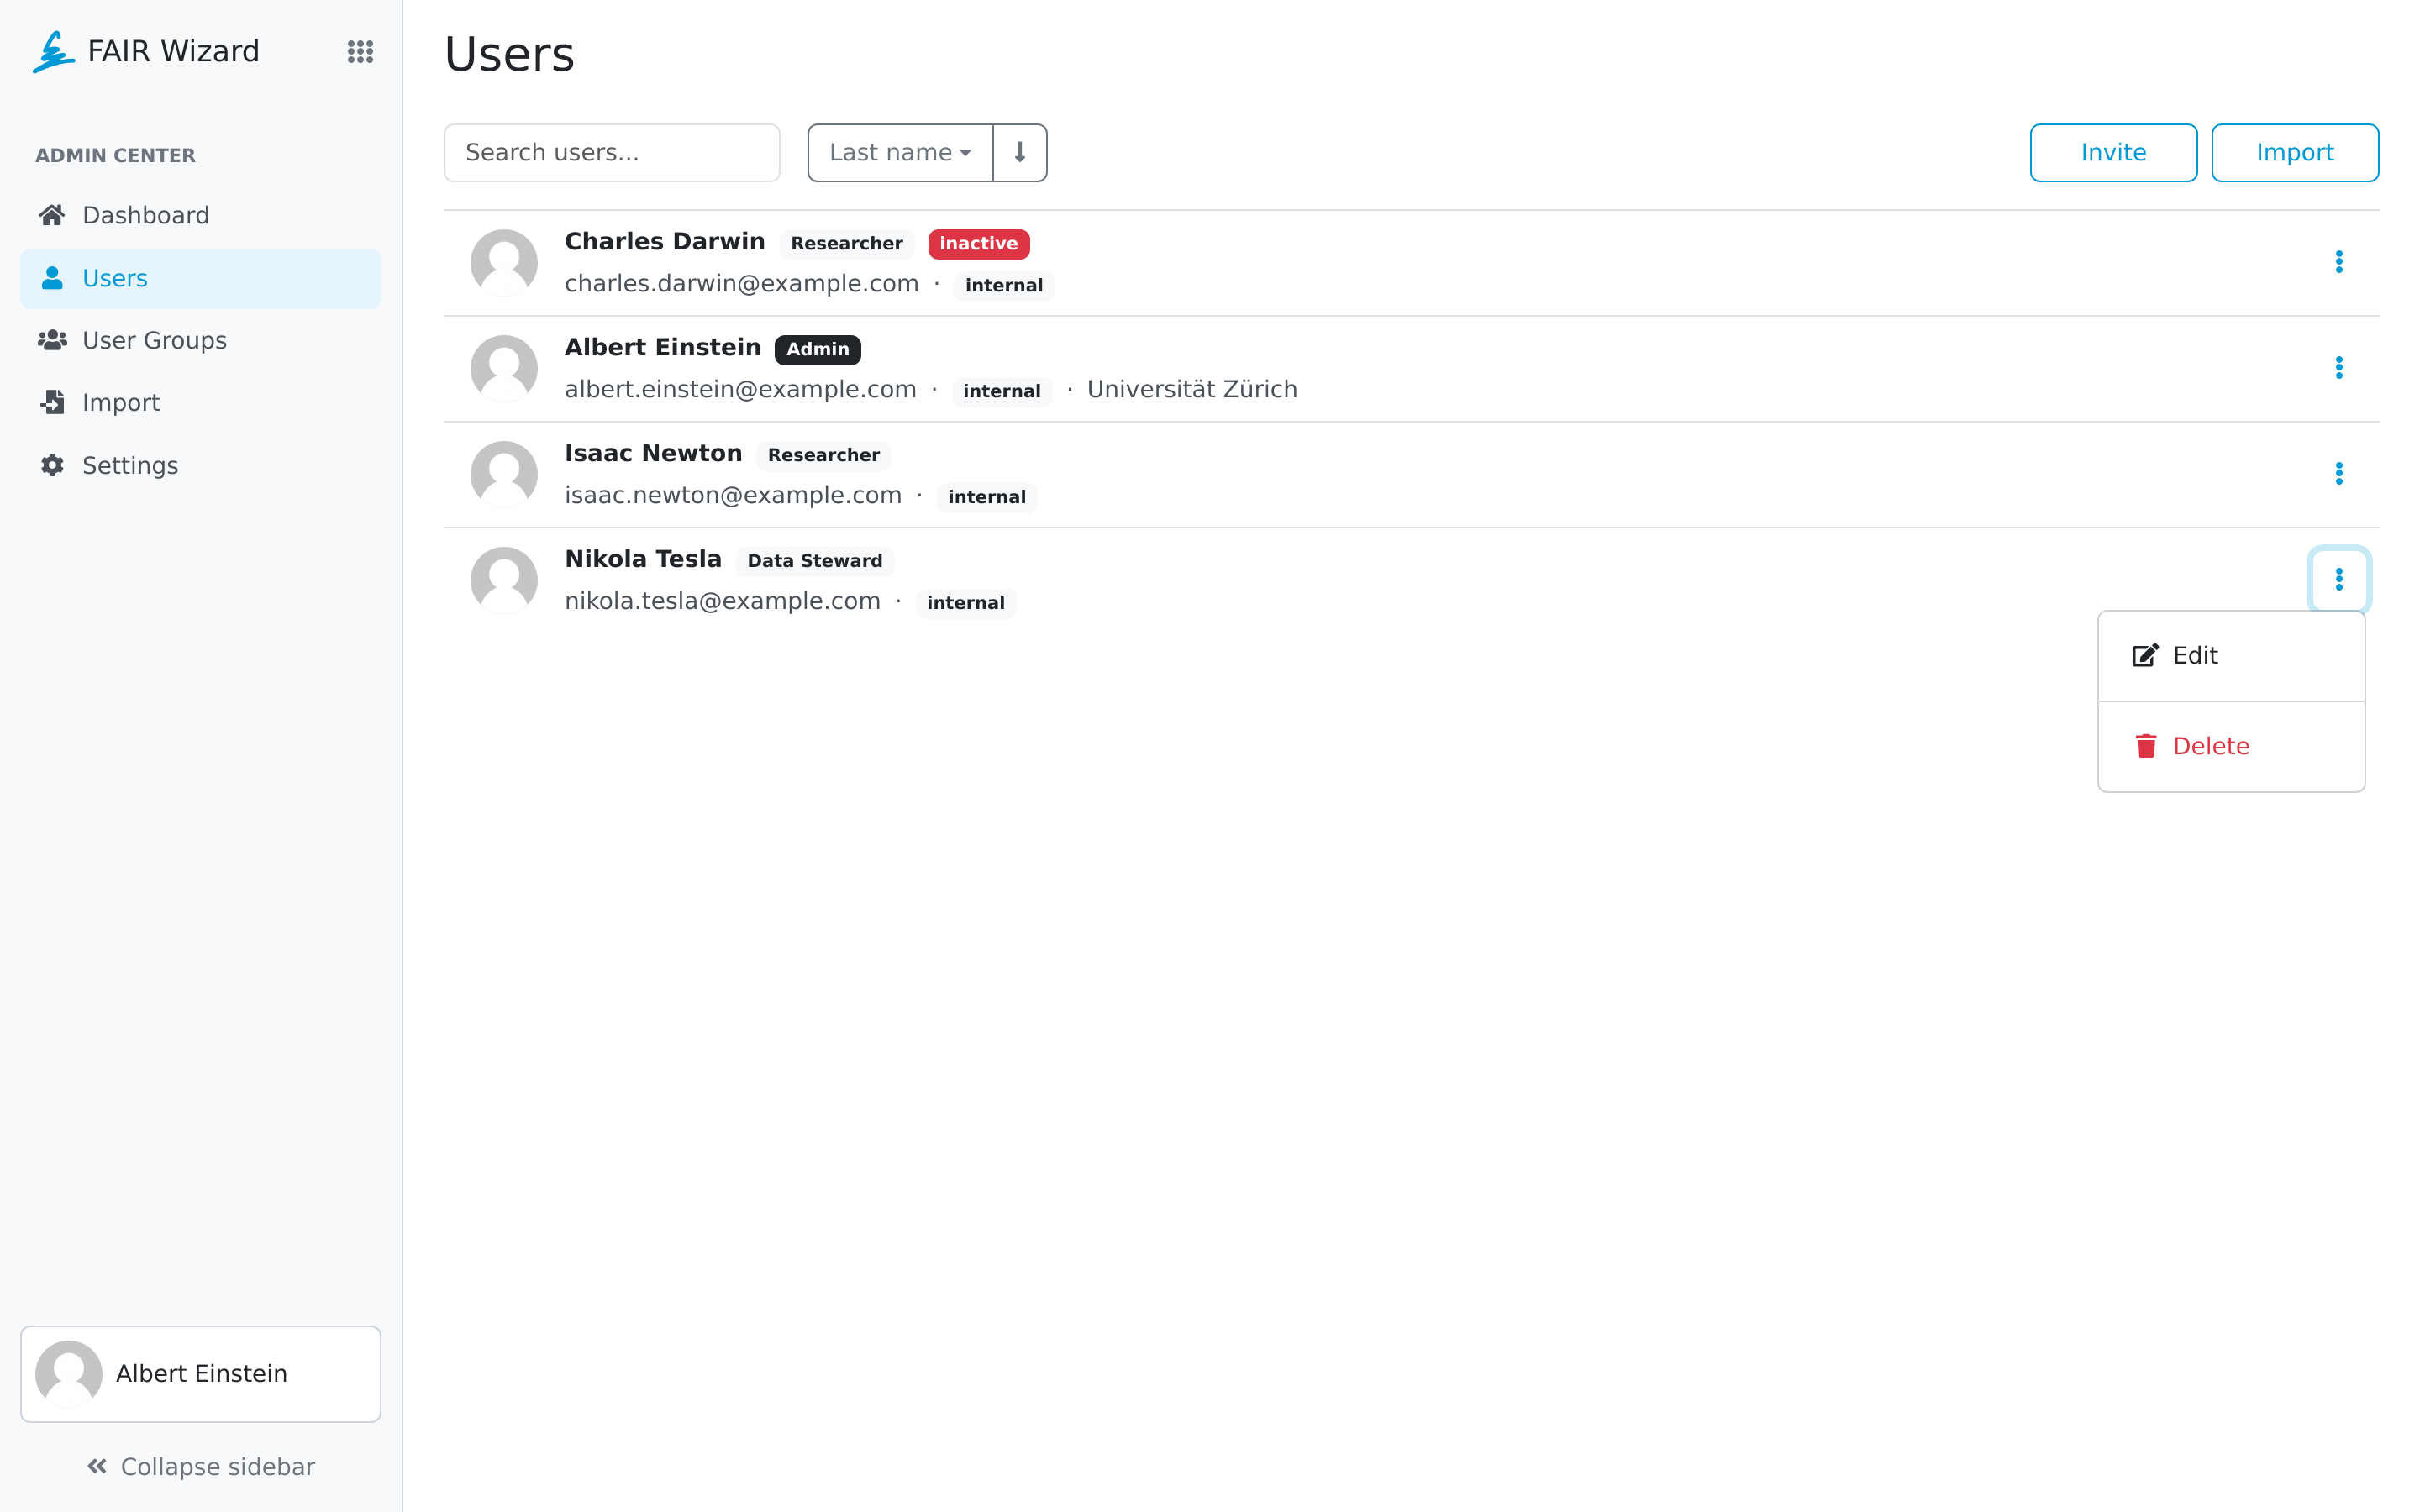 FAIR Wizard
ADMIN CENTER
Dashboard
Users
User Groups
Import
Settings
Albert Einstein
Collapse sidebar
Users
Search users...
Last name
Invite
Import
Charles Darwin Researcher inactive
charles.darwin@example.com · internal
Albert Einstein Admin
albert.einstein@example.com · internal · Universität Zürich
Isaac Newton Researcher
isaac.newton@example.com · internal
Nikola Tesla Data Steward
nikola.tesla@example.com · internal
Edit
Delete